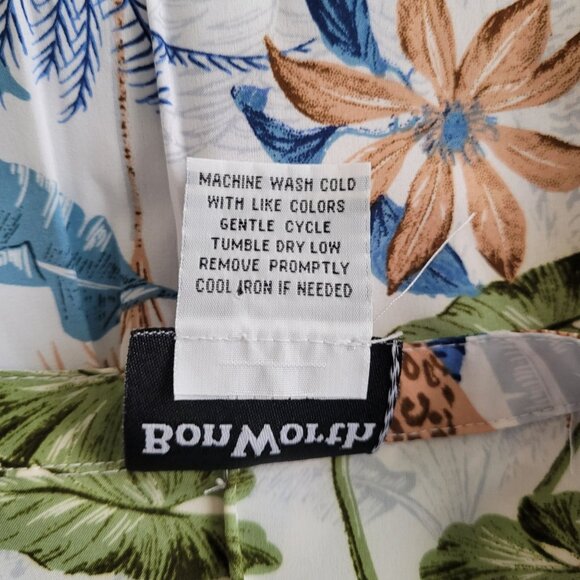 MACHINE WASH COLD
WITH LIKE COLORS
GENTLE CYCLE
TUMBLE DRY LOW
REMOVE PROMPTLY
COOL IRON IF NEEDED
BonWorth